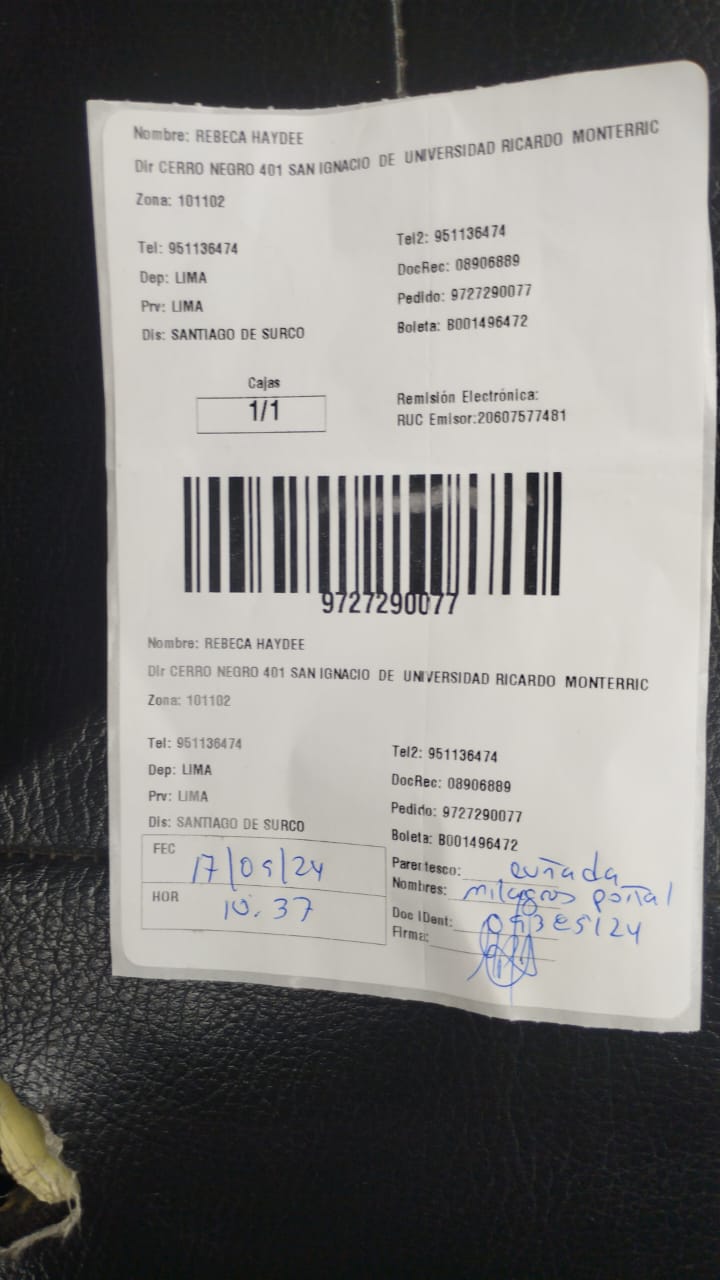 Nombre: REBECA HAYDEE
Dir CERRO NEGRO 401 SAN IGNACIO DE UNIVERSIDAD RICARDO MONTERRIC
Zona: 101102
Tel: 951136474 Tel2: 951136474
Dep: LIMA DocRec: 08906889
Prv: LIMA Pedido: 9727290077
Dis: SANTIAGO DE SURCO Boleta: B001496472
Cajas
1/1
Remisión Electrónica:
RUC Emisor:20607577481
9727290077
Nombre: REBECA HAYDEE
Dir CERRO NEGRO 401 SAN IGNACIO DE UNIVERSIDAD RICARDO MONTERRIC
Zona: 101102
Tel: 951136474 Tel2: 951136474
Dep: LIMA DocRec: 08906889
Prv: LIMA Pedido: 9727290077
Dis: SANTIAGO DE SURCO Boleta: B001496472
FEC 17/09/24 Parertesco: cuñada
Nombres: milagros
HOR 10.37 Doc IDent:
Firma: